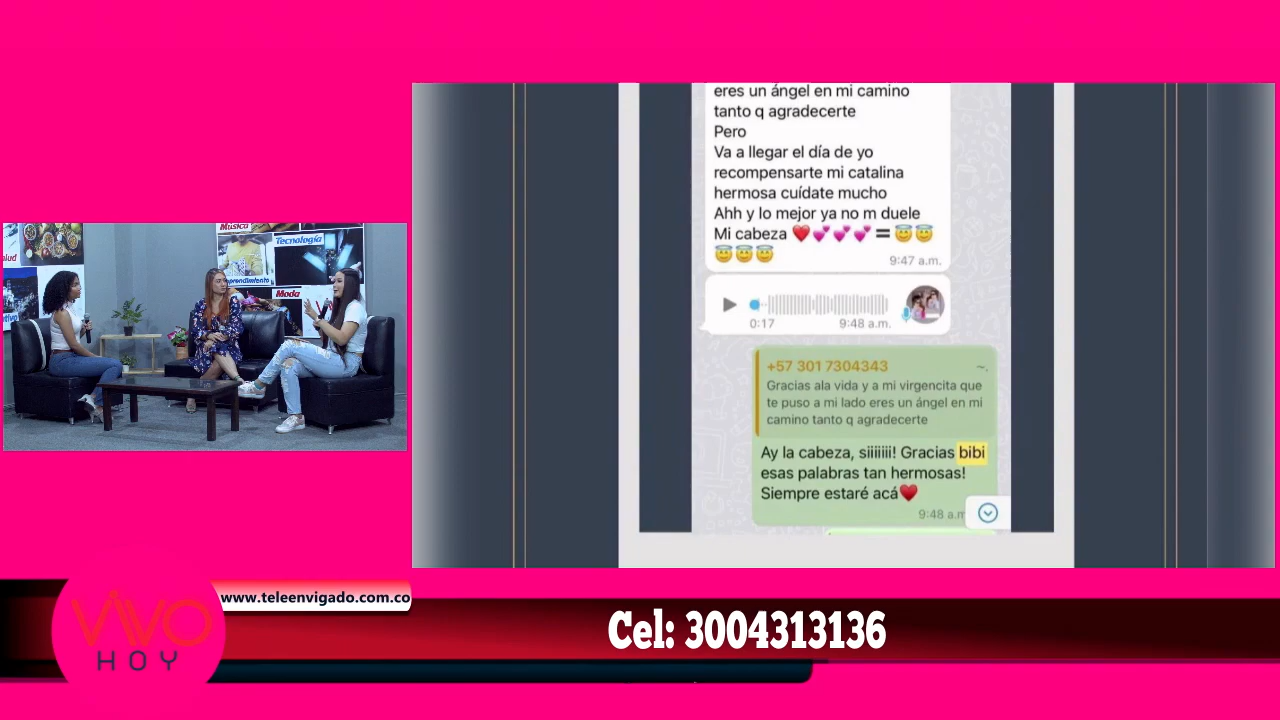 eres un ángel en mi camino
tanto q agradecerte
Pero
Va a llegar el día de yo
recompensarte mi catalina
hermosa cuídate mucho
Ahh y lo mejor ya no m duele
Mi cabeza ❤️💕💕💕 = 😇😇
😇😇😇
9:47 a.m.
0:17 9:48 a.m.
+57 301 7304343
~.
Gracias ala vida y a mi virgencita que
te puso a mi lado eres un ángel en mi
camino tanto q agradecerte
Ay la cabeza, siiiiiii! Gracias bibi
esas palabras tan hermosas!
Siempre estaré acá♥️
9:48 a.m
Música
Tecnología
Moda
VIVO
HOY
www.teleenvigado.com.co
Cel: 3004313136